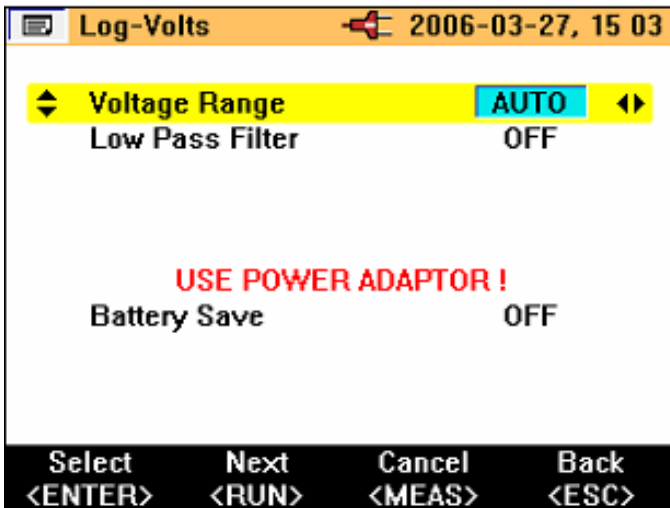 Log-Volts 2006-03-27, 15 03
Voltage Range AUTO
Low Pass Filter OFF
USE POWER ADAPTOR !
Battery Save OFF
Select Next Cancel Back
<ENTER> <RUN> <MEAS> <ESC>